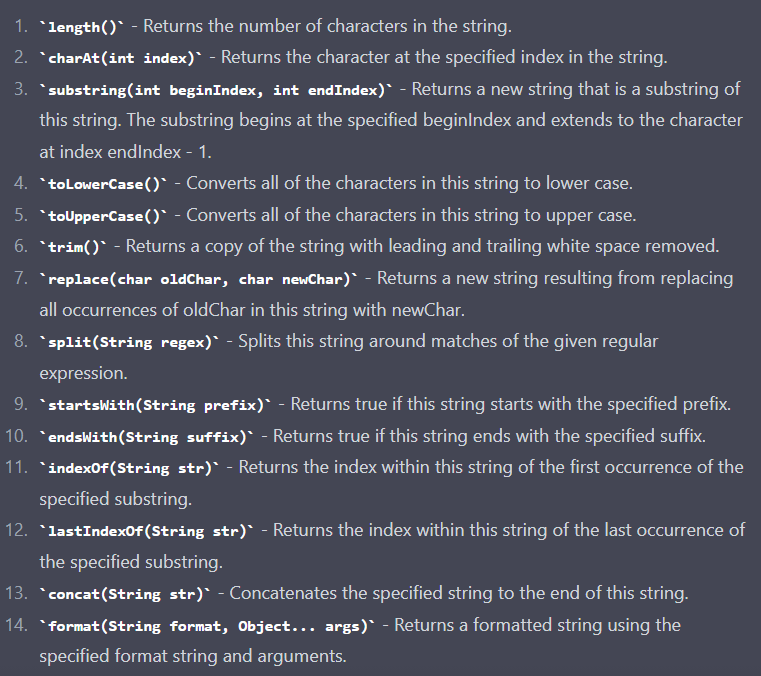 1. `length()` - Returns the number of characters in the string.
2. `charAt(int index)` - Returns the character at the specified index in the string.
3. `substring(int beginIndex, int endIndex)` - Returns a new string that is a substring of
this string. The substring begins at the specified beginIndex and extends to the character
at index endIndex - 1.
4. `toLowerCase()` - Converts all of the characters in this string to lower case.
5. `toUpperCase()` - Converts all of the characters in this string to upper case.
6. `trim()` - Returns a copy of the string with leading and trailing white space removed.
7. `replace(char oldChar, char newChar)` - Returns a new string resulting from replacing
all occurrences of oldChar in this string with newChar.
8. `split(String regex)` - Splits this string around matches of the given regular
expression.
9. `startsWith(String prefix)` - Returns true if this string starts with the specified prefix.
10. `endsWith(String suffix)` - Returns true if this string ends with the specified suffix.
11. `indexOf(String str)` - Returns the index within this string of the first occurrence of the
specified substring.
12. `lastIndexOf(String str)` - Returns the index within this string of the last occurrence of
the specified substring.
13. `concat(String str)` - Concatenates the specified string to the end of this string.
14. `format(String format, Object... args)` - Returns a formatted string using the
specified format string and arguments.